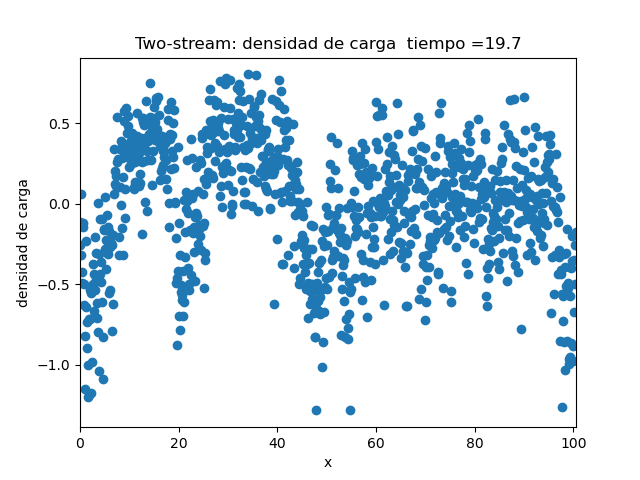 Two-stream: densidad de carga  tiempo =19.7
densidad de carga
0.5
0.0
−0.5
−1.0
0 20 40 60 80 100
x